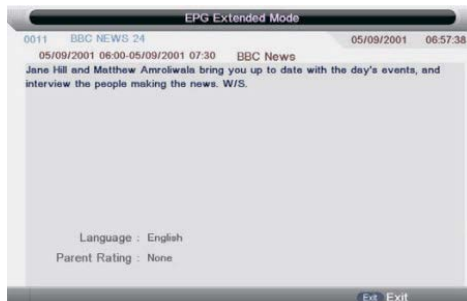 EPG Extended Mode
0011 BBC NEWS 24 05/09/2001 06:57:38
05/09/2001 06:00-05/09/2001 07:30 BBC News
Jane Hill and Matthew Amroliwala bring you up to date with the day's events, and
interview the people making the news. W/S.
Language : English
Parent Rating : None
Exit Exit